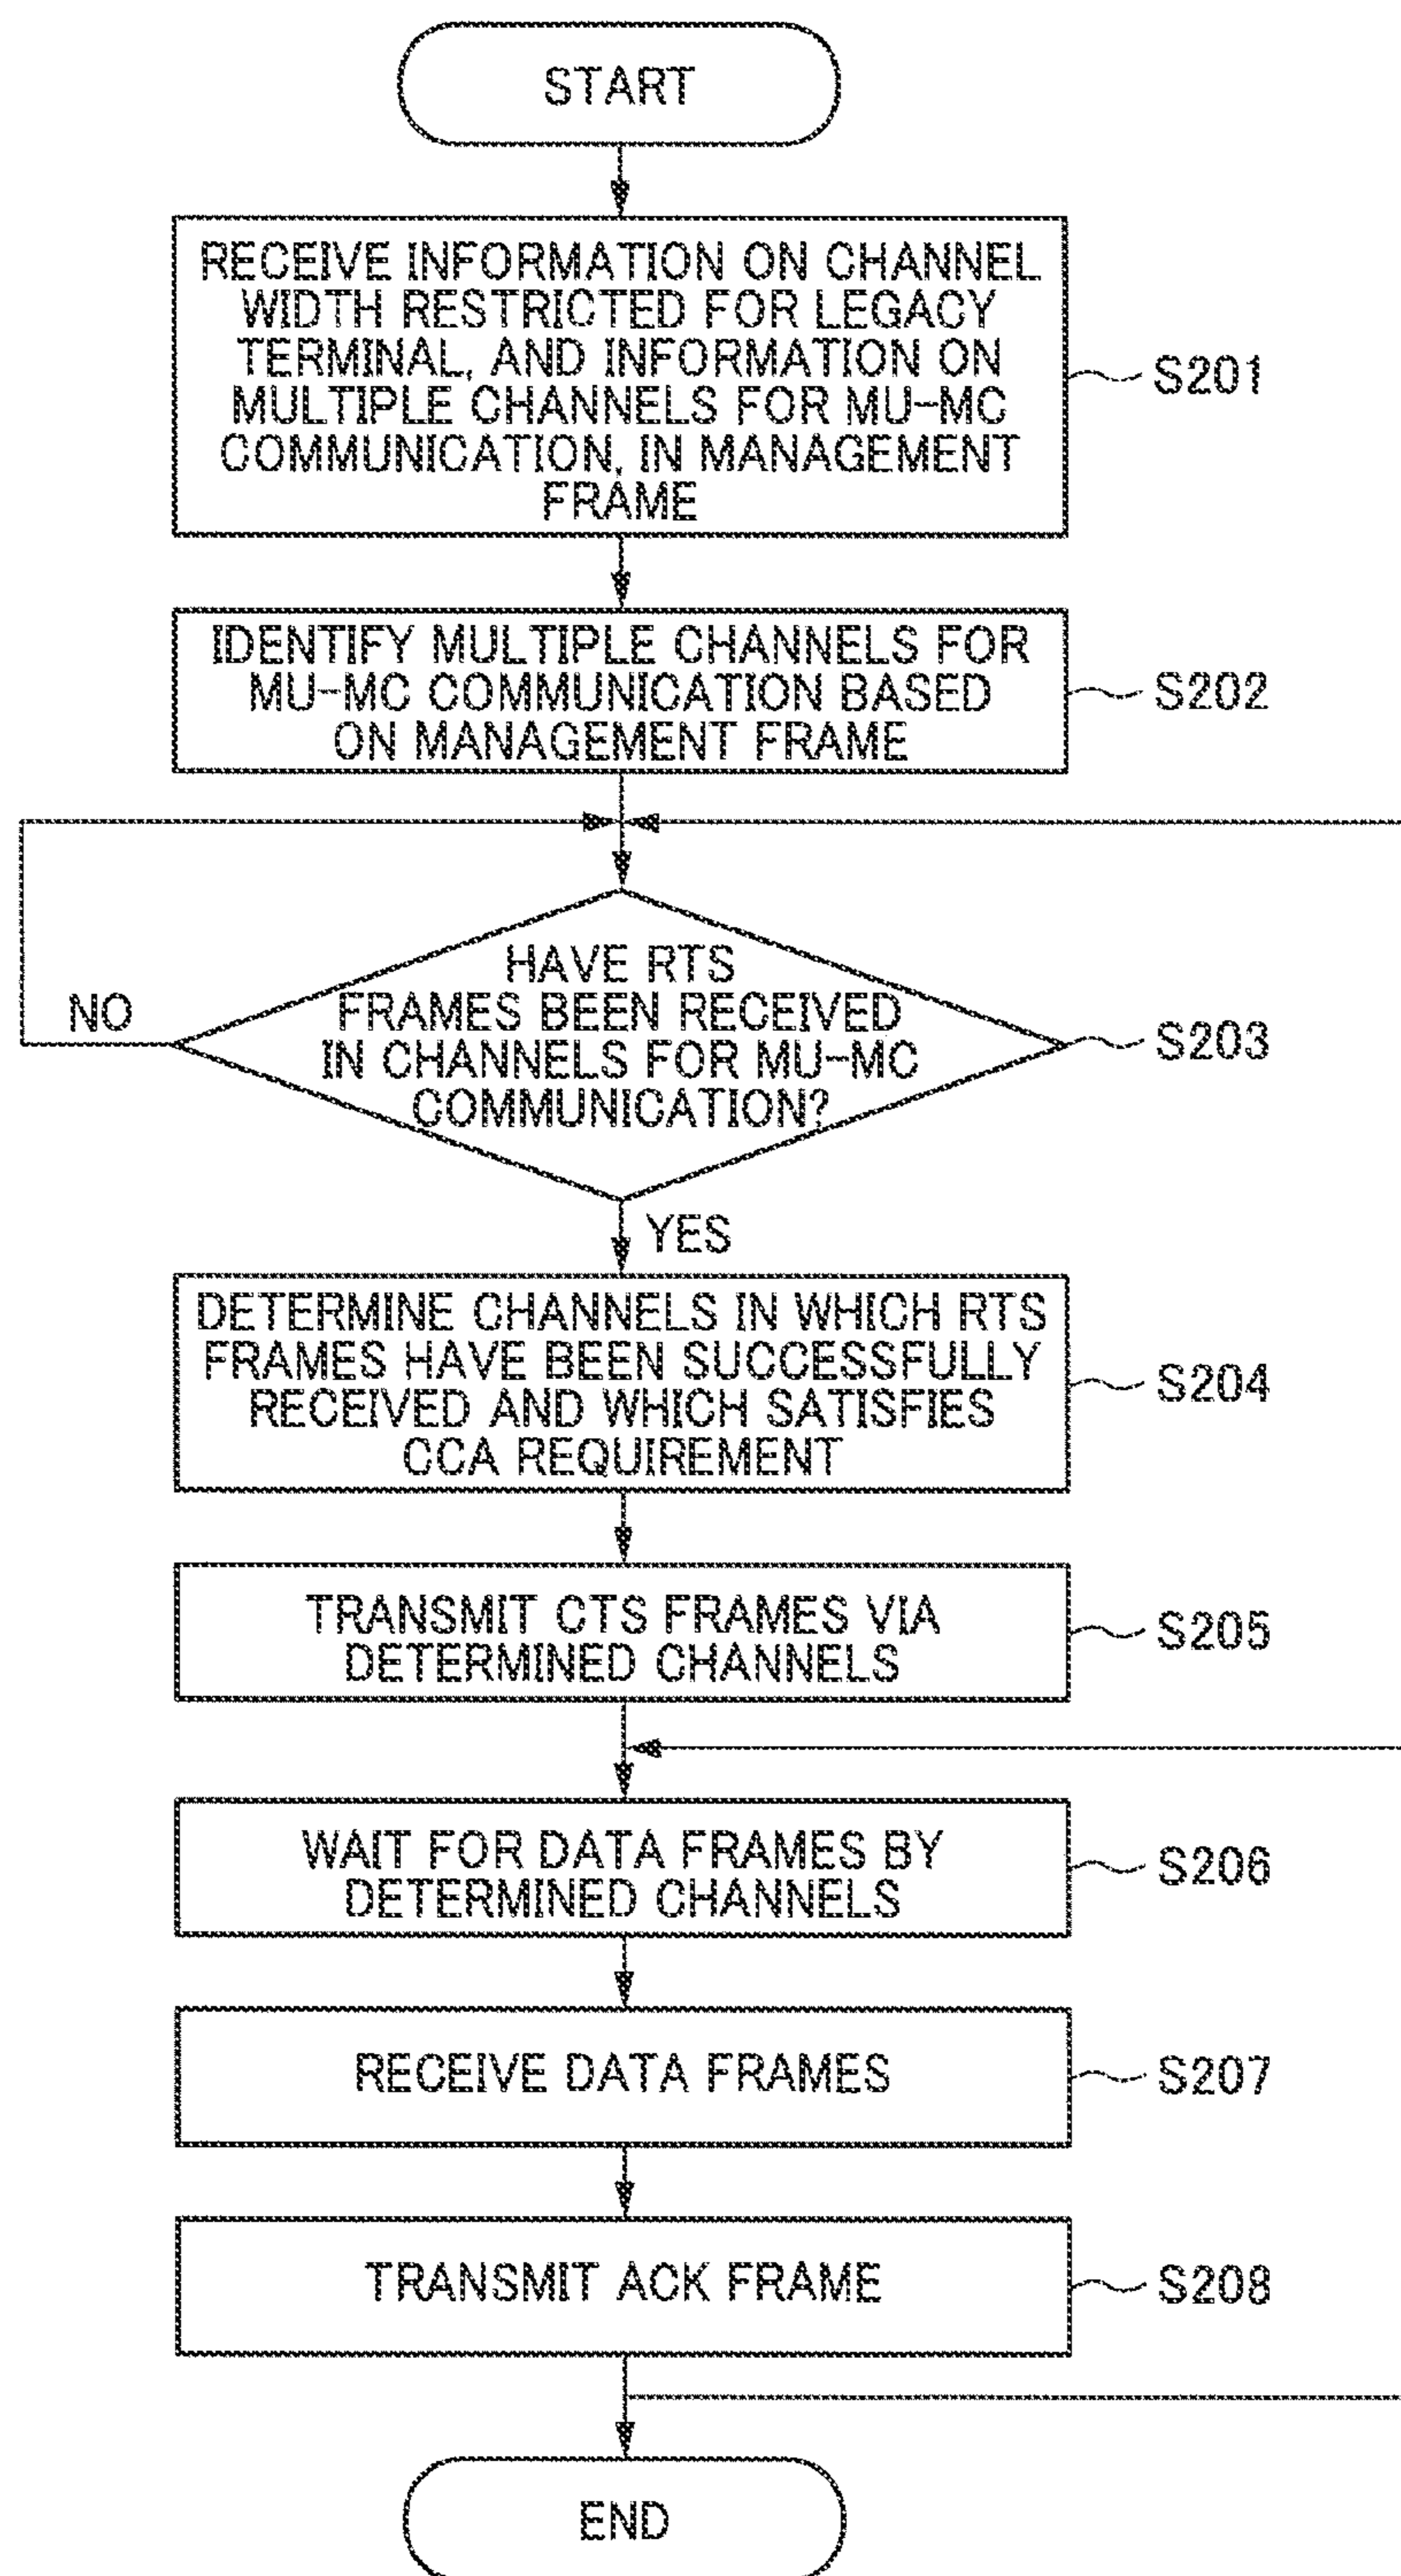 START
RECEIVE INFORMATION ON CHANNEL
WIDTH RESTRICTED FOR LEGACY
TERMINAL, AND INFORMATION ON
MULTIPLE CHANNELS FOR MU-MC
COMMUNICATION, IN MANAGEMENT
FRAME
S201
IDENTIFY MULTIPLE CHANNELS FOR
MU-MC COMMUNICATION BASED
ON MANAGEMENT FRAME
S202
HAVE RTS
FRAMES BEEN RECEIVED
IN CHANNELS FOR MU-MC
COMMUNICATION?
NO
S203
YES
DETERMINE CHANNELS IN WHICH RTS
FRAMES HAVE BEEN SUCCESSFULLY
RECEIVED AND WHICH SATISFIES
CCA REQUIREMENT
S204
TRANSMIT CTS FRAMES VIA
DETERMINED CHANNELS
S205
WAIT FOR DATA FRAMES BY
DETERMINED CHANNELS
S206
RECEIVE DATA FRAMES
S207
TRANSMIT ACK FRAME
S208
END